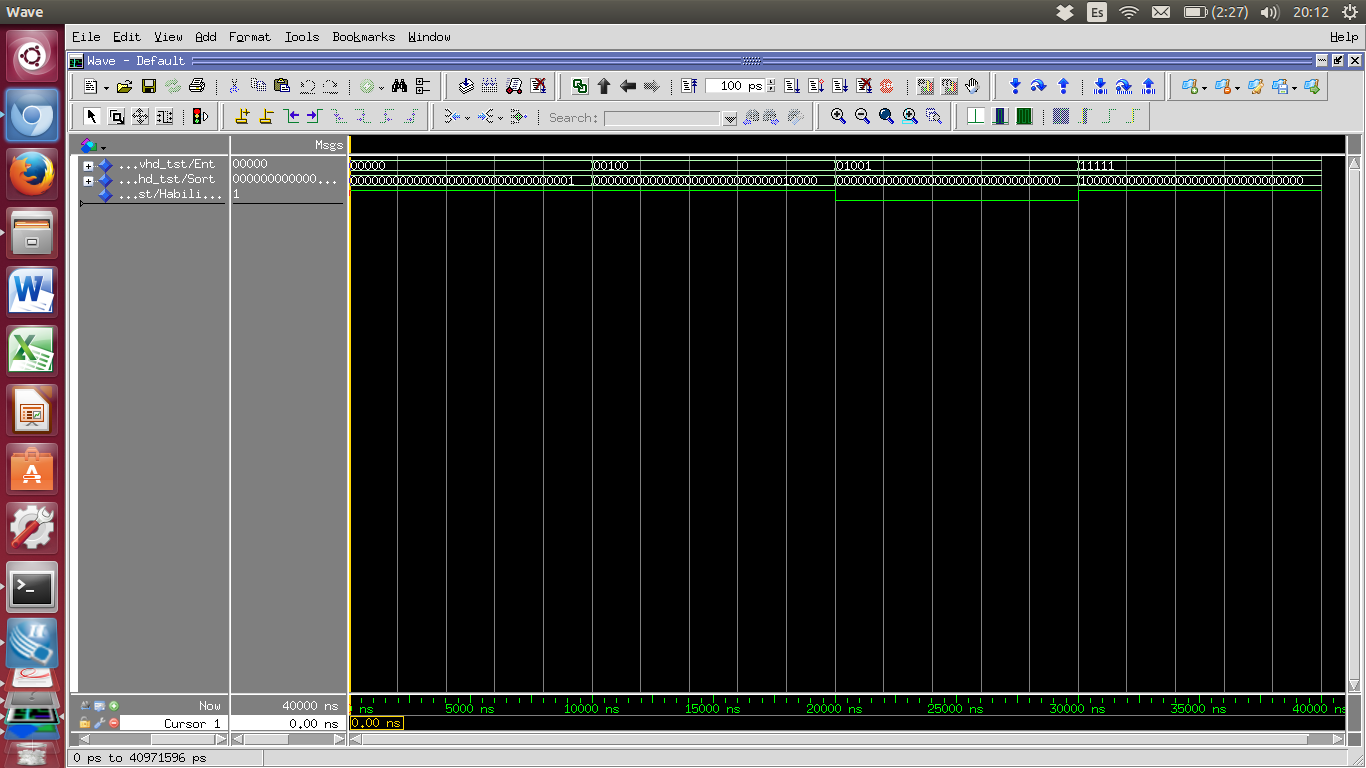 Wave
Es
(2:27)
20:12
File Edit View Add Format Tools Bookmarks Window Help
Wave - Default
100 ps
Search:
Msgs
...vhd_tst/Ent 00000 00000 00100 01001 11111
...hd_tst/Sort 000000000000... 00000000000000000000000000000001 00000000000000000000000000010000 00000000000000000000000000000000 10000000000000000000000000000000
...st/Habili... 1
Now 40000 ns ns 5000 ns 10000 ns 15000 ns 20000 ns 25000 ns 30000 ns 35000 ns 40000 ns
Cursor 1 0.00 ns 0.00 ns
0 ps to 40971596 ps